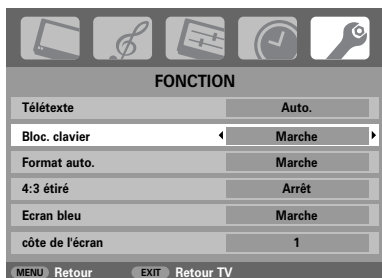 FONCTION
Télétexte Auto.
Bloc. clavier Marche
Format auto. Marche
4:3 étiré Arrêt
Ecran bleu Marche
côte de l'écran 1
MENU Retour EXIT Retour TV